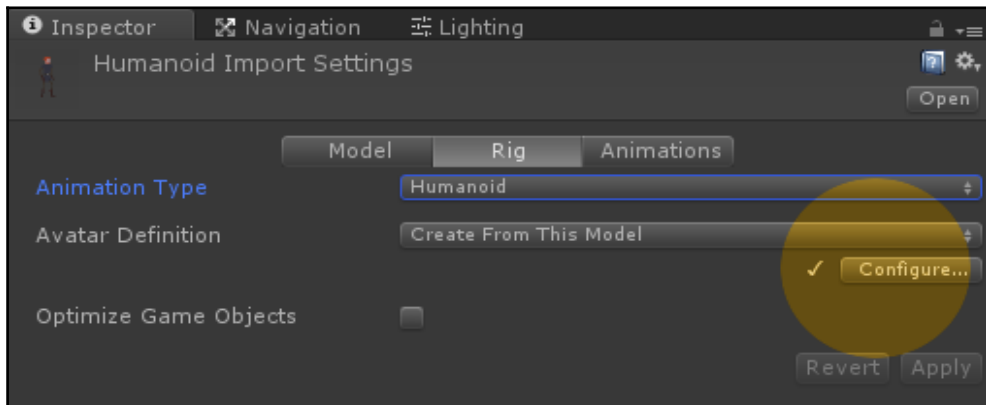 Inspector Navigation Lighting
Humanoid Import Settings
Open
Model Rig Animations
Animation Type Humanoid
Avatar Definition Create From This Model
✓ Configure...
Optimize Game Objects
Revert Apply